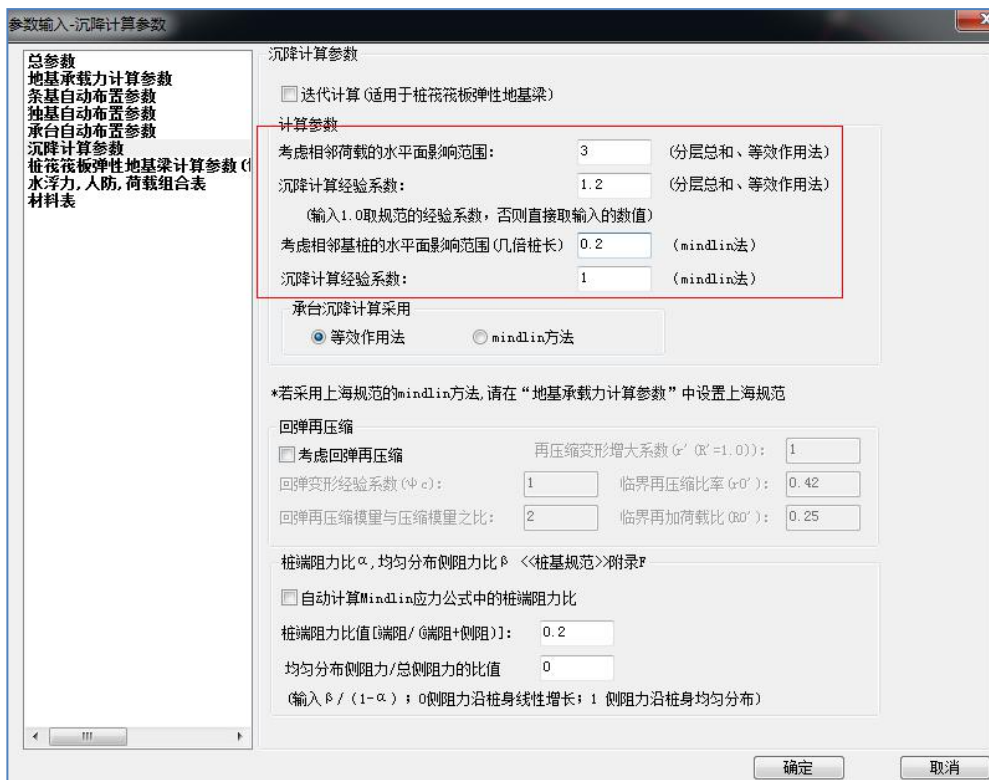 参数输入-沉降计算参数
总参数
地基承载力计算参数
条基自动布置参数
独基自动布置参数
承台自动布置参数
沉降计算参数
桩筏筏板弹性地基梁计算参数(
水浮力,人防,荷载组合表
材料表
沉降计算参数
迭代计算(适用于桩筏筏板弹性地基梁)
计算参数
考虑相邻荷载的水平面影响范围: 3 (分层总和、等效作用法)
沉降计算经验系数: 1.2 (分层总和、等效作用法)
(输入1.0取规范的经验系数，否则直接取输入的数值)
考虑相邻基桩的水平面影响范围(几倍桩长) 0.2 (mindlin法)
沉降计算经验系数: 1 (mindlin法)
承台沉降计算采用
等效作用法 mindlin方法
*若采用上海规范的mindlin方法,请在“地基承载力计算参数”中设置上海规范
回弹再压缩
考虑回弹再压缩 再压缩变形增大系数(r'(R'=1.0)): 1
回弹变形经验系数(Ψc): 1 临界再压缩比率(r0'): 0.42
回弹再压缩模量与压缩模量之比: 2 临界再加荷载比(R0'): 0.25
桩端阻力比α,均匀分布侧阻力比β <<桩基规范>>附录F
自动计算Mindlin应力公式中的桩端阻力比
桩端阻力比值[端阻/(端阻+侧阻)]: 0.2
均匀分布侧阻力/总侧阻力的比值 0
(输入β/(1-α)；0侧阻力沿桩身线性增长；1 侧阻力沿桩身均匀分布)
确定 取消